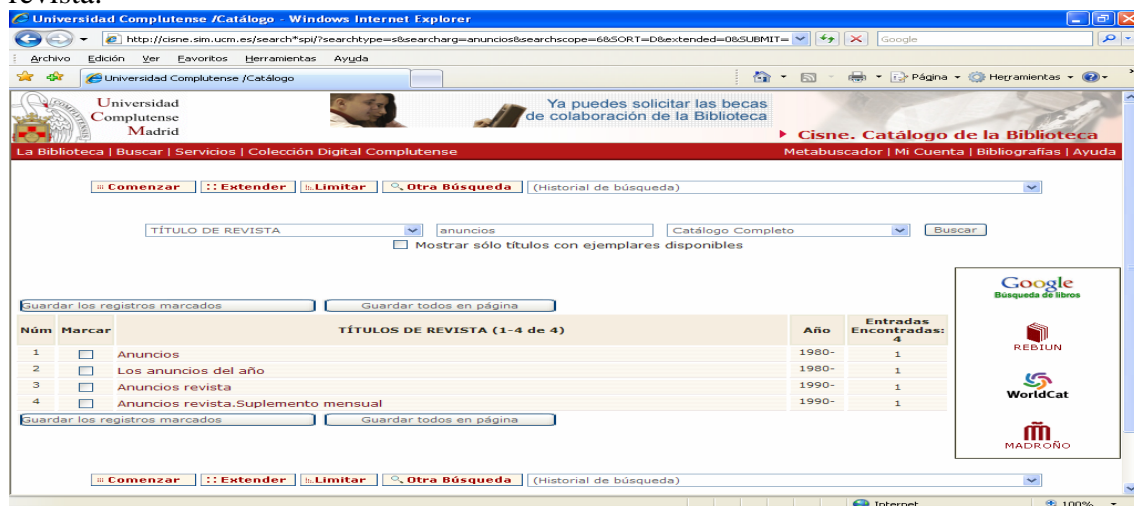 revista.
Universidad Complutense /Catálogo - Windows Internet Explorer
http://cisne.sim.ucm.es/search*spi/?searchtype=s&searcharg=anuncios&searchscope=6&SORT=D&extended=0&SUBMIT=
Google
Archivo Edición Ver Favoritos Herramientas Ayuda
Universidad Complutense /Catálogo
Página Herramientas
Universidad
Complutense
Madrid
Ya puedes solicitar las becas
de colaboración de la Biblioteca
Cisne. Catálogo de la Biblioteca
La Biblioteca | Buscar | Servicios | Colección Digital Complutense
Metabuscador | Mi Cuenta | Bibliografías | Ayuda
Comenzar Extender Limitar Otra Búsqueda (Historial de búsqueda)
TÍTULO DE REVISTA anuncios Catálogo Completo Buscar
Mostrar sólo títulos con ejemplares disponibles
Google
Búsqueda de libros
Guardar los registros marcados Guardar todos en página
Núm Marcar TÍTULOS DE REVISTA (1-4 de 4) Año Entradas Encontradas: 4
1 Anuncios 1980- 1
2 Los anuncios del año 1980- 1
3 Anuncios revista 1990- 1
4 Anuncios revista.Suplemento mensual 1990- 1
REBIUN
WorldCat
Guardar los registros marcados Guardar todos en página
MADROÑO
Comenzar Extender Limitar Otra Búsqueda (Historial de búsqueda)
Internet 100%